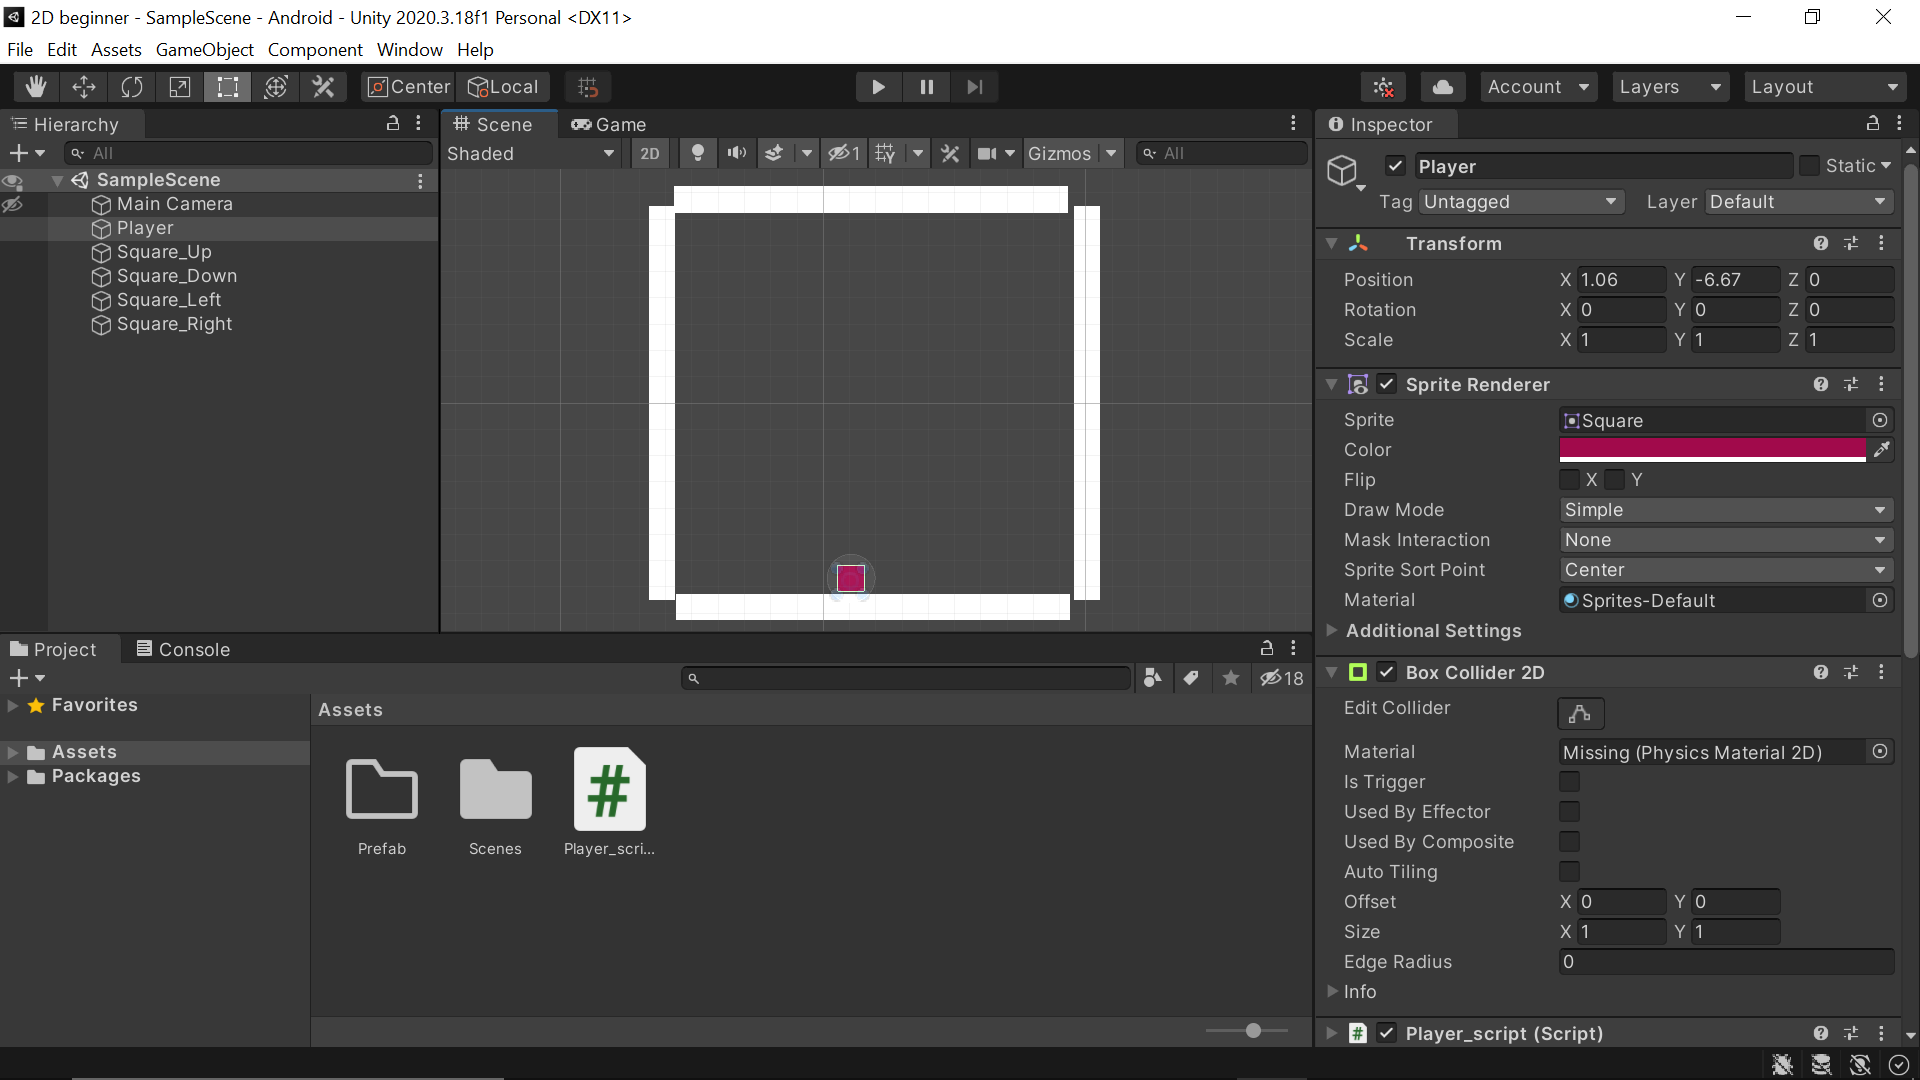 2D beginner - SampleScene - Android - Unity 2020.3.18f1 Personal <DX11>
File Edit Assets GameObject Component Window Help
Center Local Account Layers Layout
Hierarchy
All
SampleScene
Main Camera
Player
Square_Up
Square_Down
Square_Left
Square_Right
Scene Game
Shaded 2D 1 Gizmos All
Inspector
Player Static
Tag Untagged Layer Default
Transform
Position X 1.06 Y -6.67 Z 0
Rotation X 0 Y 0 Z 0
Scale X 1 Y 1 Z 1
Sprite Renderer
Sprite Square
Color
Flip X Y
Draw Mode Simple
Mask Interaction None
Sprite Sort Point Center
Material Sprites-Default
Additional Settings
Box Collider 2D
Edit Collider
Material Missing (Physics Material 2D)
Is Trigger
Used By Effector
Used By Composite
Auto Tiling
Offset X 0 Y 0
Size X 1 Y 1
Edge Radius 0
Info
# Player_script (Script)
Project Console
18
Favorites
Assets
Packages
Assets
Prefab
Scenes
#
Player_scri...